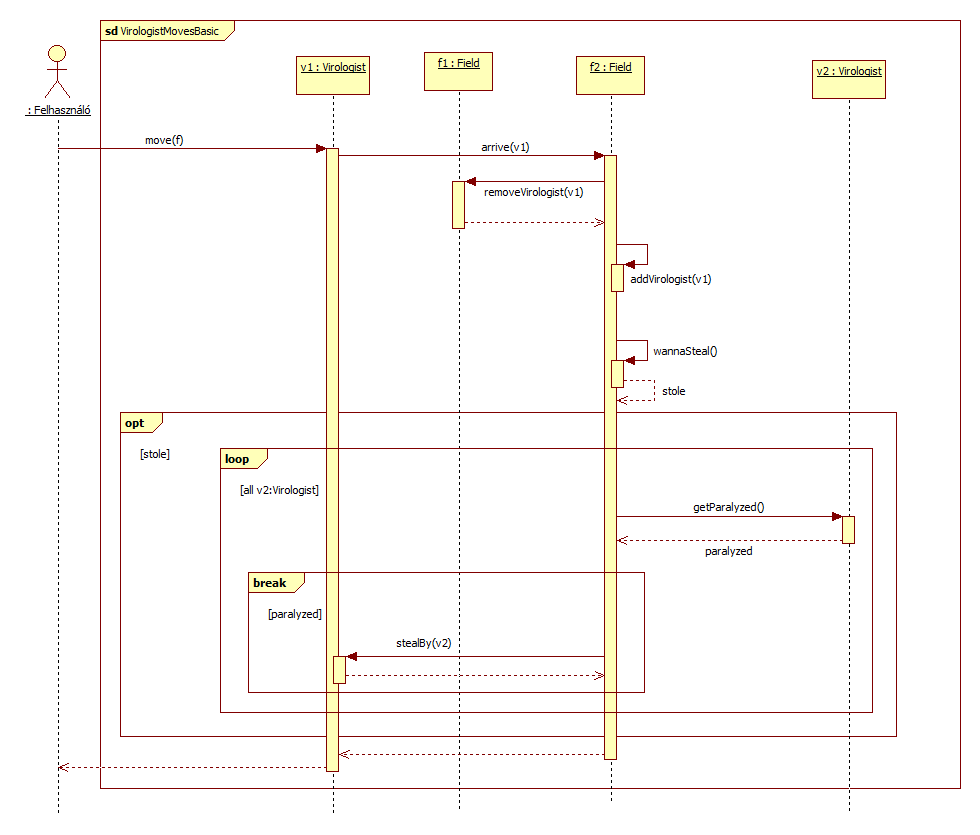 sd VirologistMovesBasic
: Felhasználó
v1 : Virologist
f1 : Field
f2 : Field
v2 : Virologist
move(f)
arrive(v1)
removeVirologist(v1)
addVirologist(v1)
wannaSteal()
stole
opt
[stole]
loop
[all v2:Virologist]
getParalyzed()
paralyzed
break
[paralyzed]
stealBy(v2)